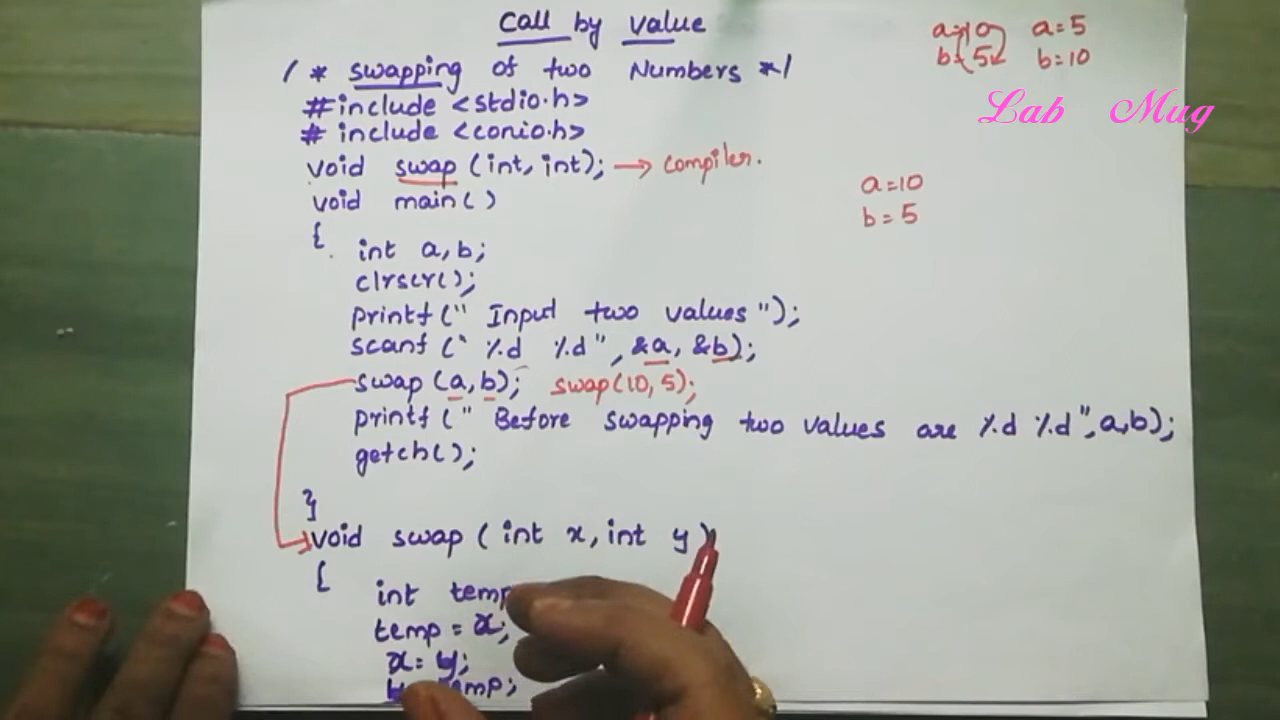 Call by value
/* swapping of two Numbers */
#include <stdio.h>
# include <conio.h>
void swap (int, int); → compiler.
void main()
{
int a, b;
clrscr();
printf (" Input two values ");
scanf (" %d %d", &a, &b);
swap (a, b); swap(10, 5);
printf (" Before swapping two values are %d %d", a,b);
getch();
}
void swap ( int x, int y)
{
int temp
temp = x;
x = y;
temp;
a=10 a=5
b=5 b=10
Lab Mug
a=10
b=5